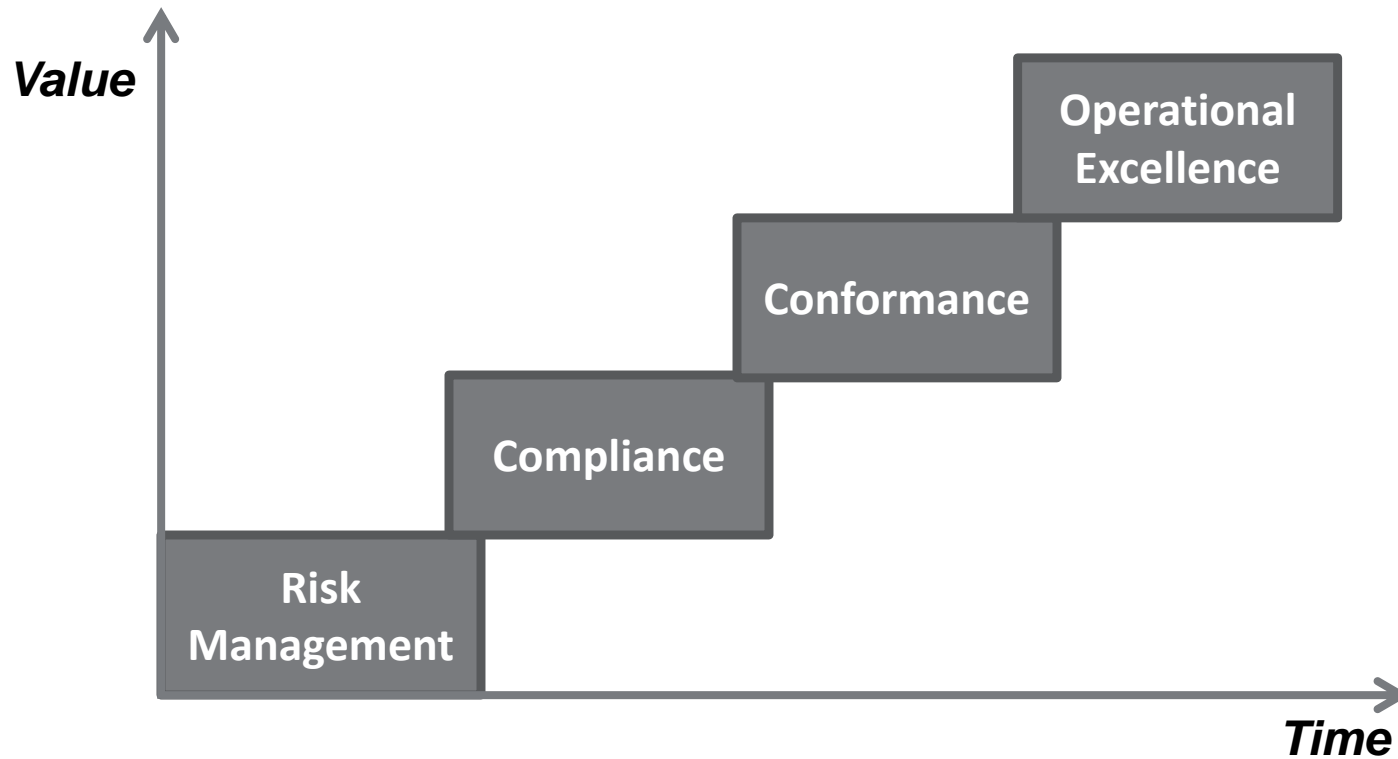 Value
Operational
Excellence
Conformance
Compliance
Risk
Management
Time